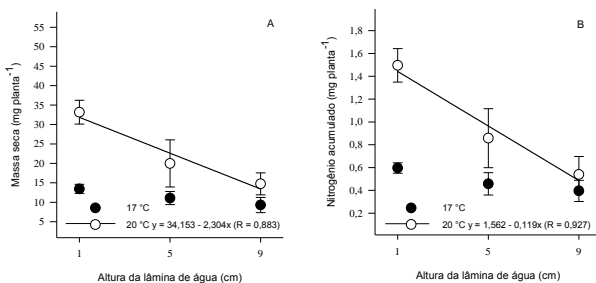 A
55
50
45
40
35
30
25
20
15
10
5
Massa seca (mg planta-1)
17 °C
20 °C y = 34,153 - 2,304x (R = 0,883)
1 5 9
Altura da lâmina de água (cm)
B
1,8
1,6
1,4
1,2
1,0
0,8
0,6
0,4
0,2
Nitrogênio acumulado (mg planta-1)
17 °C
20 °C y = 1,562 - 0,119x (R = 0,927)
1 5 9
Altura da lâmina de água (cm)